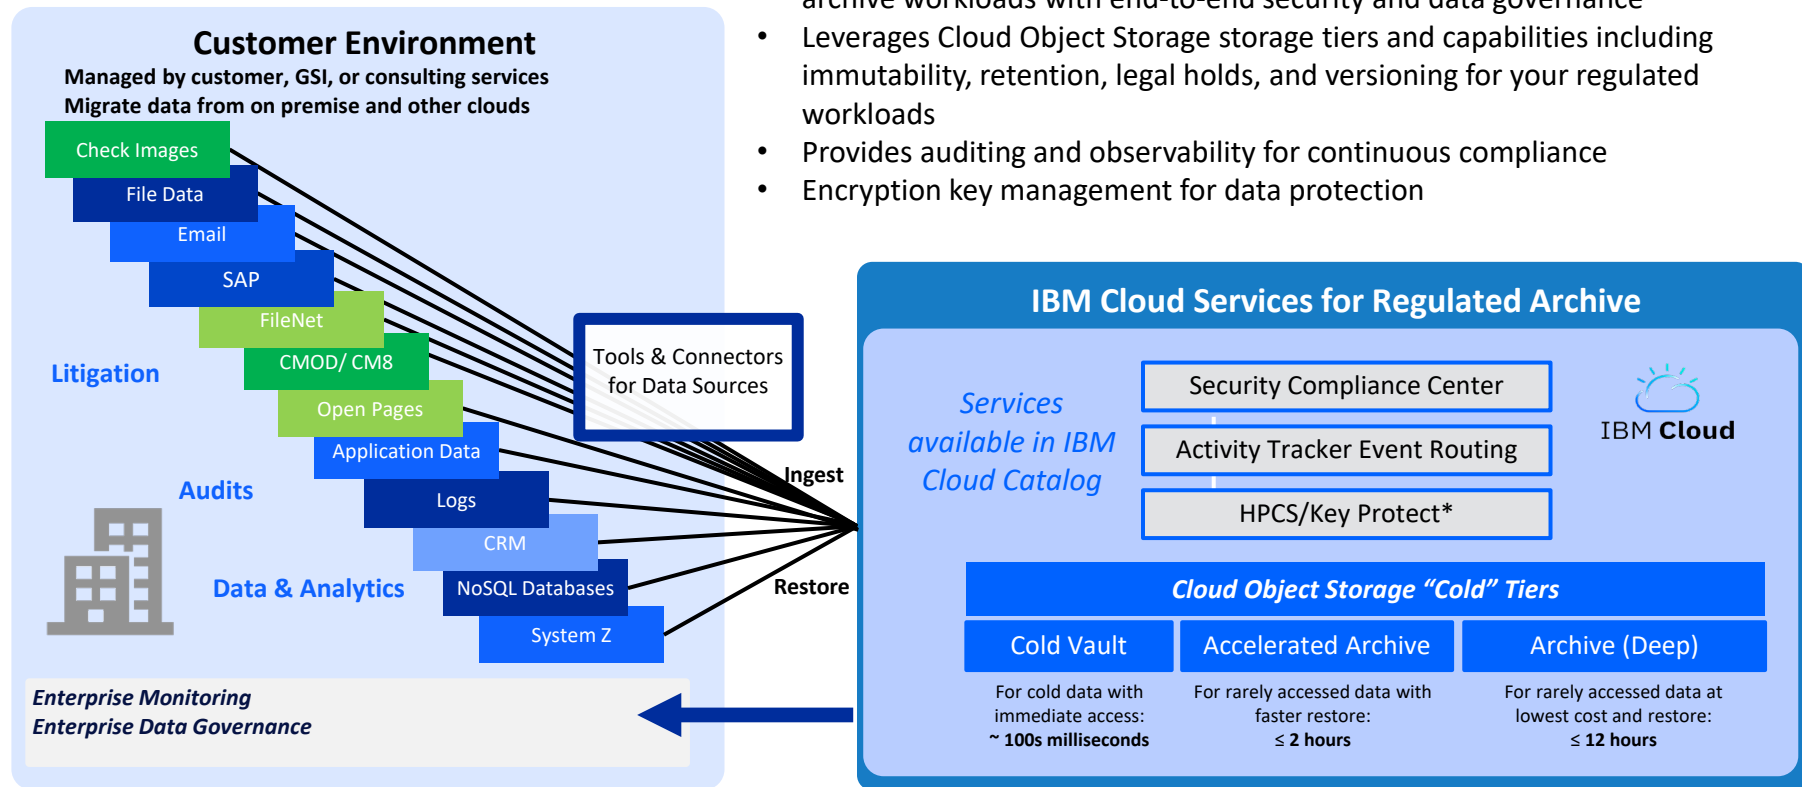 archive workloads with end-to-end security and data governance
• Leverages Cloud Object Storage storage tiers and capabilities including
immutability, retention, legal holds, and versioning for your regulated
workloads
• Provides auditing and observability for continuous compliance
• Encryption key management for data protection
Customer Environment
Managed by customer, GSI, or consulting services
Migrate data from on premise and other clouds
Check Images
File Data
Email
SAP
FileNet
CMOD/ CM8
Open Pages
Application Data
Logs
CRM
NoSQL Databases
System Z
Litigation
Audits
Data & Analytics
Enterprise Monitoring
Enterprise Data Governance
Tools & Connectors
for Data Sources
Ingest
Restore
IBM Cloud Services for Regulated Archive
Services
available in IBM
Cloud Catalog
Security Compliance Center
Activity Tracker Event Routing
HPCS/Key Protect*
IBM Cloud
Cloud Object Storage “Cold” Tiers
Cold Vault
For cold data with
immediate access:
~ 100s milliseconds
Accelerated Archive
For rarely accessed data with
faster restore:
≤ 2 hours
Archive (Deep)
For rarely accessed data at
lowest cost and restore:
≤ 12 hours